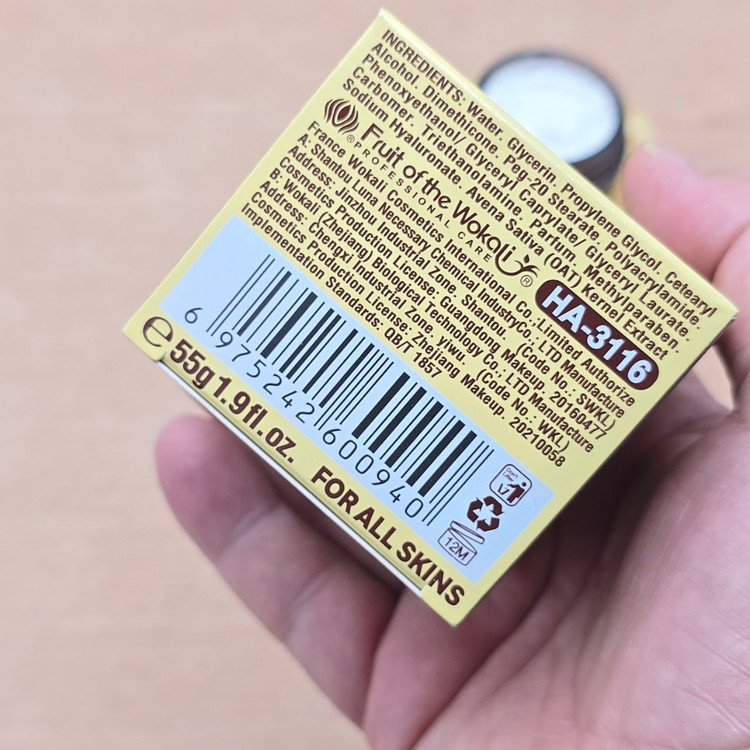 INGREDIENTS: Water. Glycerin. Propylene Glycol. Cetearyl
Alcohol. Dimethicone. Peg-20 Stearate. Polyacrylamide.
Phenoxyethanol/ Glyceryl Caprylate/ Glyceryl Laurate.
Carbomer. Triethanolamine. Parfum. Methylparaben.
Sodium Hyaluronate. Avena Sativa (OAT) Kernel Extract
Fruit of the Wokali ®
® PROFESSIONAL CARE
HA-3116
France Wokali Cosmetics International Co.,Limited Authorize
A: Shantou Luna Necessary Chemical IndustyCo.; LTD Manufacture
Address: Jinzhou Industrial Zone. Shantou. (Code No.: SWKL)
Cosmetics Production License: Guangdong Makeup. 20160477
B: Wokali (Zhejiang) Biological Technology Co.; LTD Manufacture
Address: Chengxi Industrial Zone. yiwu. (Code No.: WKL)
Cosmetics Production License: Zhejiang Makeup. 20210058
Implementation Standards: QB/T 1857
6 975242 600940
12M
℮ 55g 1.9fl. oz. FOR ALL SKINS